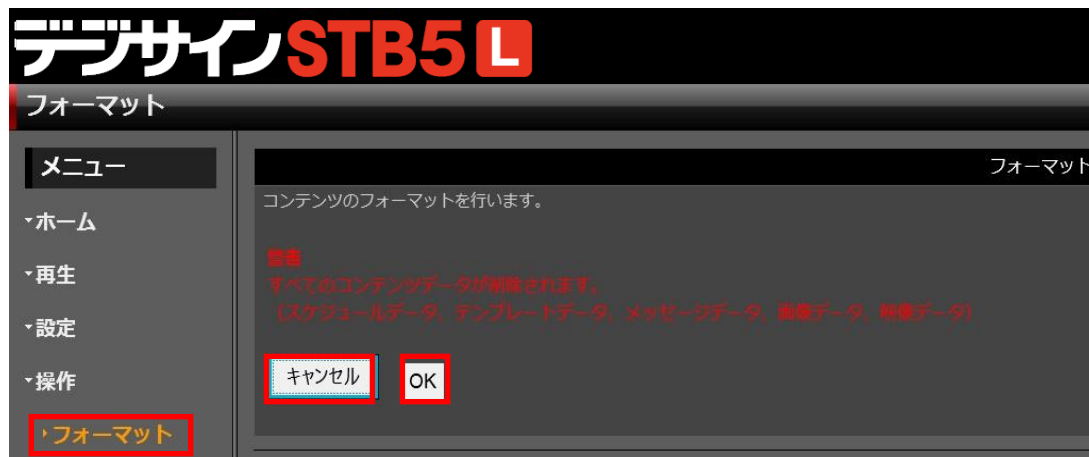 デジサインSTB5 L
フォーマット
メニュー
フォーマット
コンテンツのフォーマットを行います。
ホーム
警告
再生
すべてのコンテンツデータが削除されます。
（スケジュールデータ、テンプレートデータ、メッセージデータ、画像データ、映像データ）
設定
操作
キャンセル
OK
フォーマット